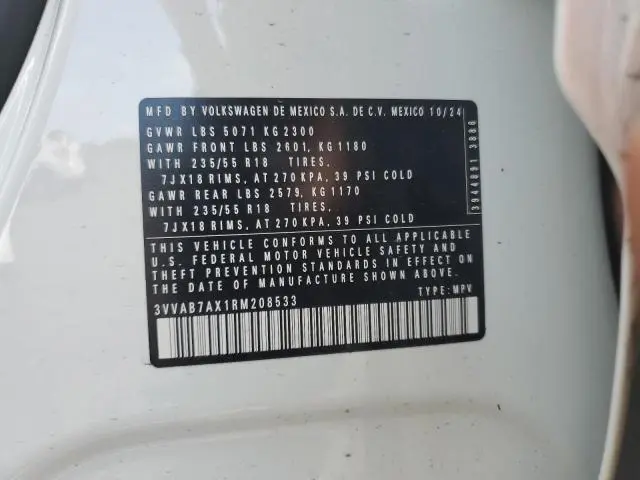 MFD BY VOLKSWAGEN DE MEXICO S.A. DE C.V. MEXICO 10/24
GVWR LBS 5071 KG 2300
GAWR FRONT LBS 2601, KG 1180
WITH 235/55 R18 TIRES,
7JX18 RIMS, AT 270 KPA, 39 PSI COLD
GAWR REAR LBS 2579, KG 1170
WITH 235/55 R18 TIRES,
7JX18 RIMS, AT 270 KPA, 39 PSI COLD
THIS VEHICLE CONFORMS TO ALL APPLICABLE
U.S. FEDERAL MOTOR VEHICLE SAFETY AND
THEFT PREVENTION STANDARDS IN EFFECT ON
THE DATE OF MANUFACTURE SHOWN ABOVE.
3VVAB7AX1RM208533
TYPE: MPV
3944891 3886